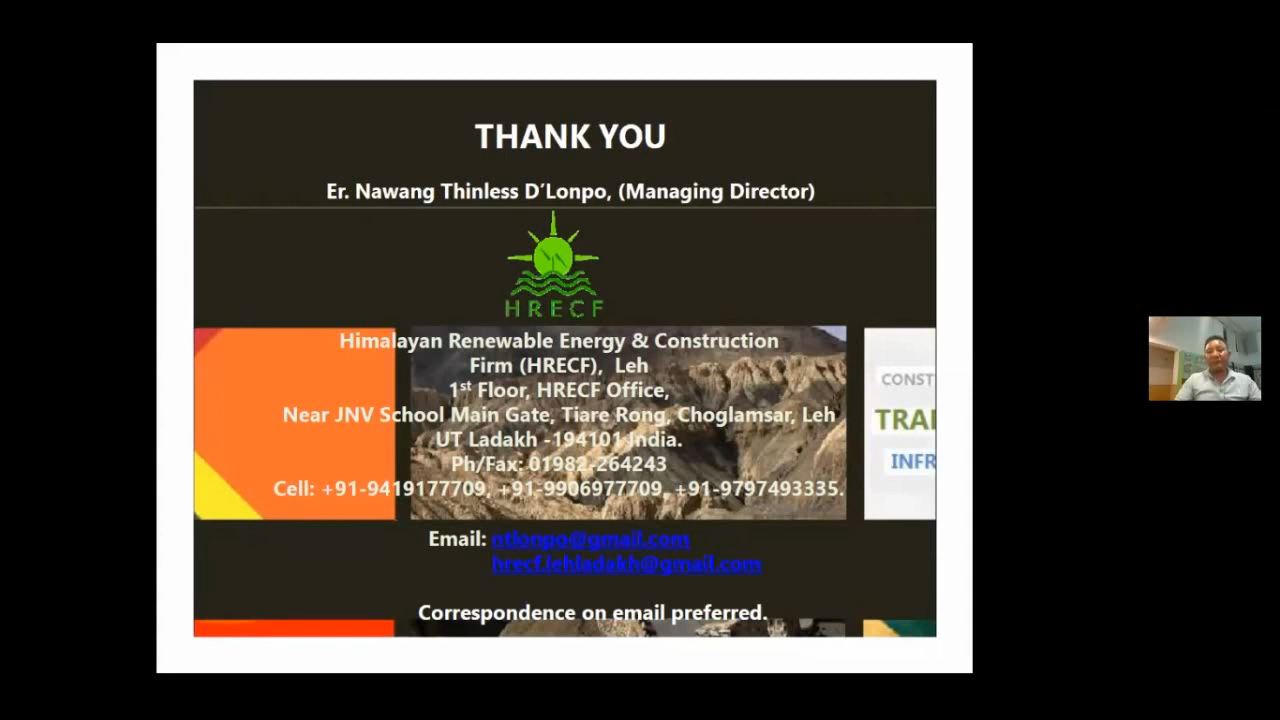 THANK YOU
Er. Nawang Thinless D’Lonpo, (Managing Director)
HRECF
Himalayan Renewable Energy & Construction
Firm (HRECF), Leh
1st Floor, HRECF Office,
Near JNV School Main Gate, Tiare Rong, Choglamsar, Leh
UT Ladakh -194101 India.
Ph/Fax: 01982-264243
Cell: +91-9419177709, +91-9906977709, +91-9797493335.
CONST
TRA
INFR
Email: ntlonpo@gmail.com
hrecf.lehladakh@gmail.com
Correspondence on email preferred.